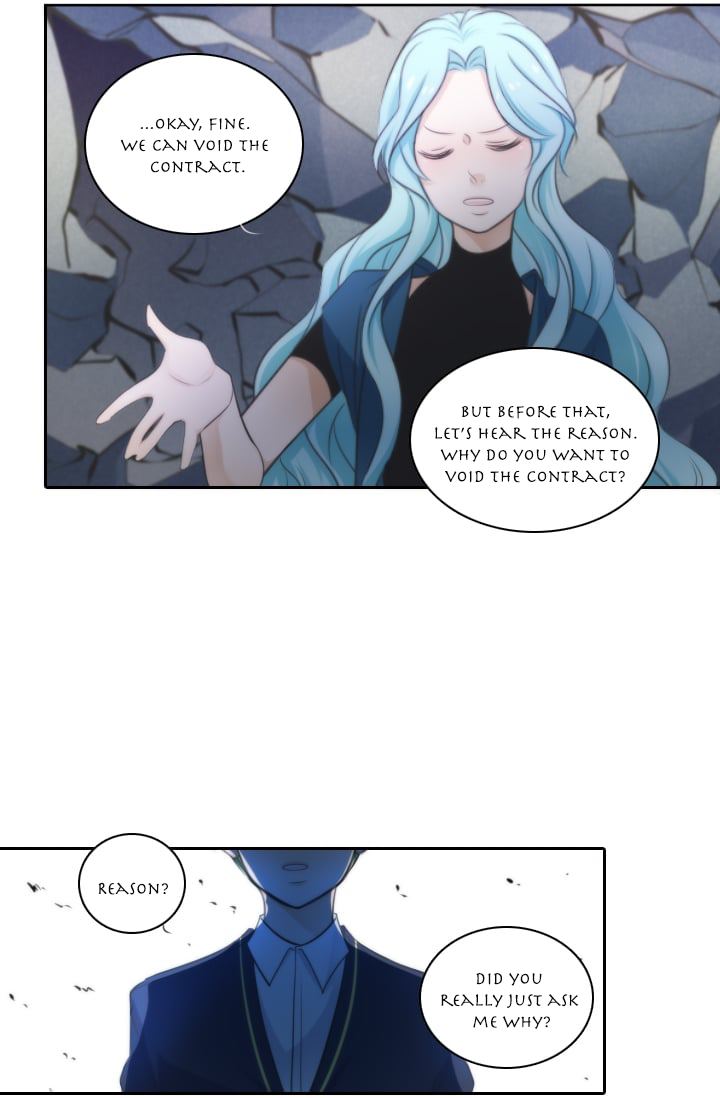 ...OKAY, FINE.
WE CAN VOID THE
CONTRACT.
BUT BEFORE THAT,
LET'S HEAR THE REASON.
WHY DO YOU WANT TO
VOID THE CONTRACT?
REASON?
DID YOU
REALLY JUST ASK
ME WHY?